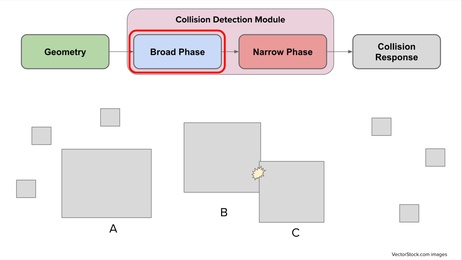 Collision Detection Module
Geometry
Broad Phase
Narrow Phase
Collision
Response
A
B
C
VectorStock.com images